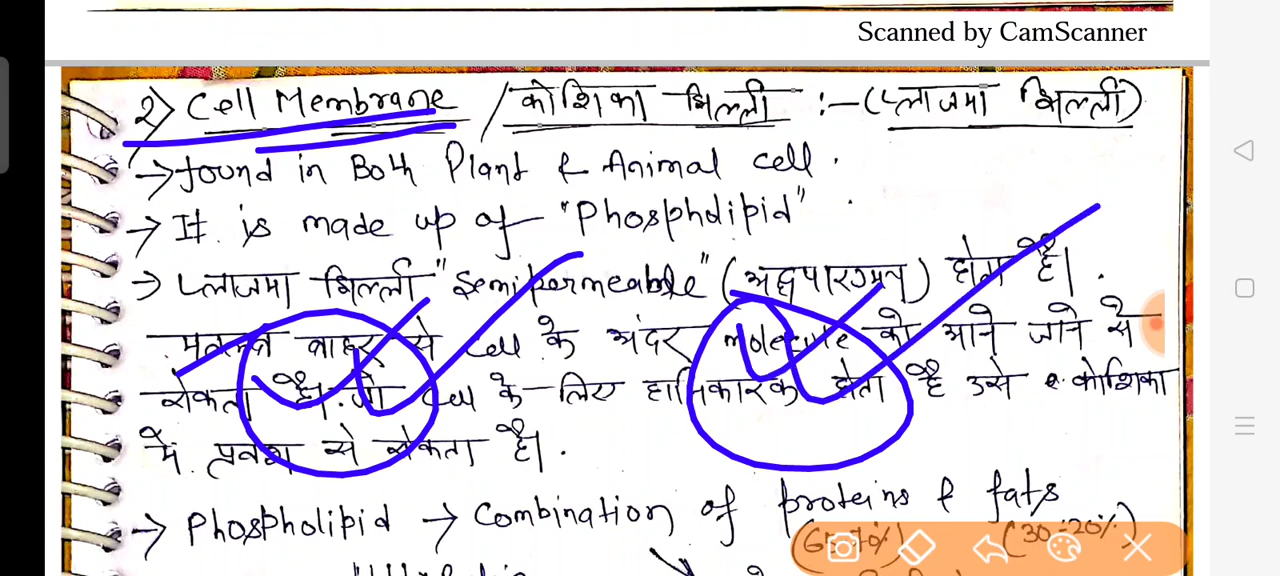 Scanned by CamScanner
2) Cell Membrane / कोशिका झिल्ली :- (प्लाजमा झिल्ली)
→ found in Both Plant & Animal cell.
→ It is made up of "Phospholipid"
→ प्लाजमा झिल्ली "Semipermeable" (अर्द्धपारगम्य) होता है।
मतलब बाहर से Cell के अंदर molecule को आने जाने से
रोकता है। जो Cell के लिए हानिकारक होता है उसे कोशिका
में प्रवेश से रोकता है।
→ Phospholipid → Combination of proteins & fats